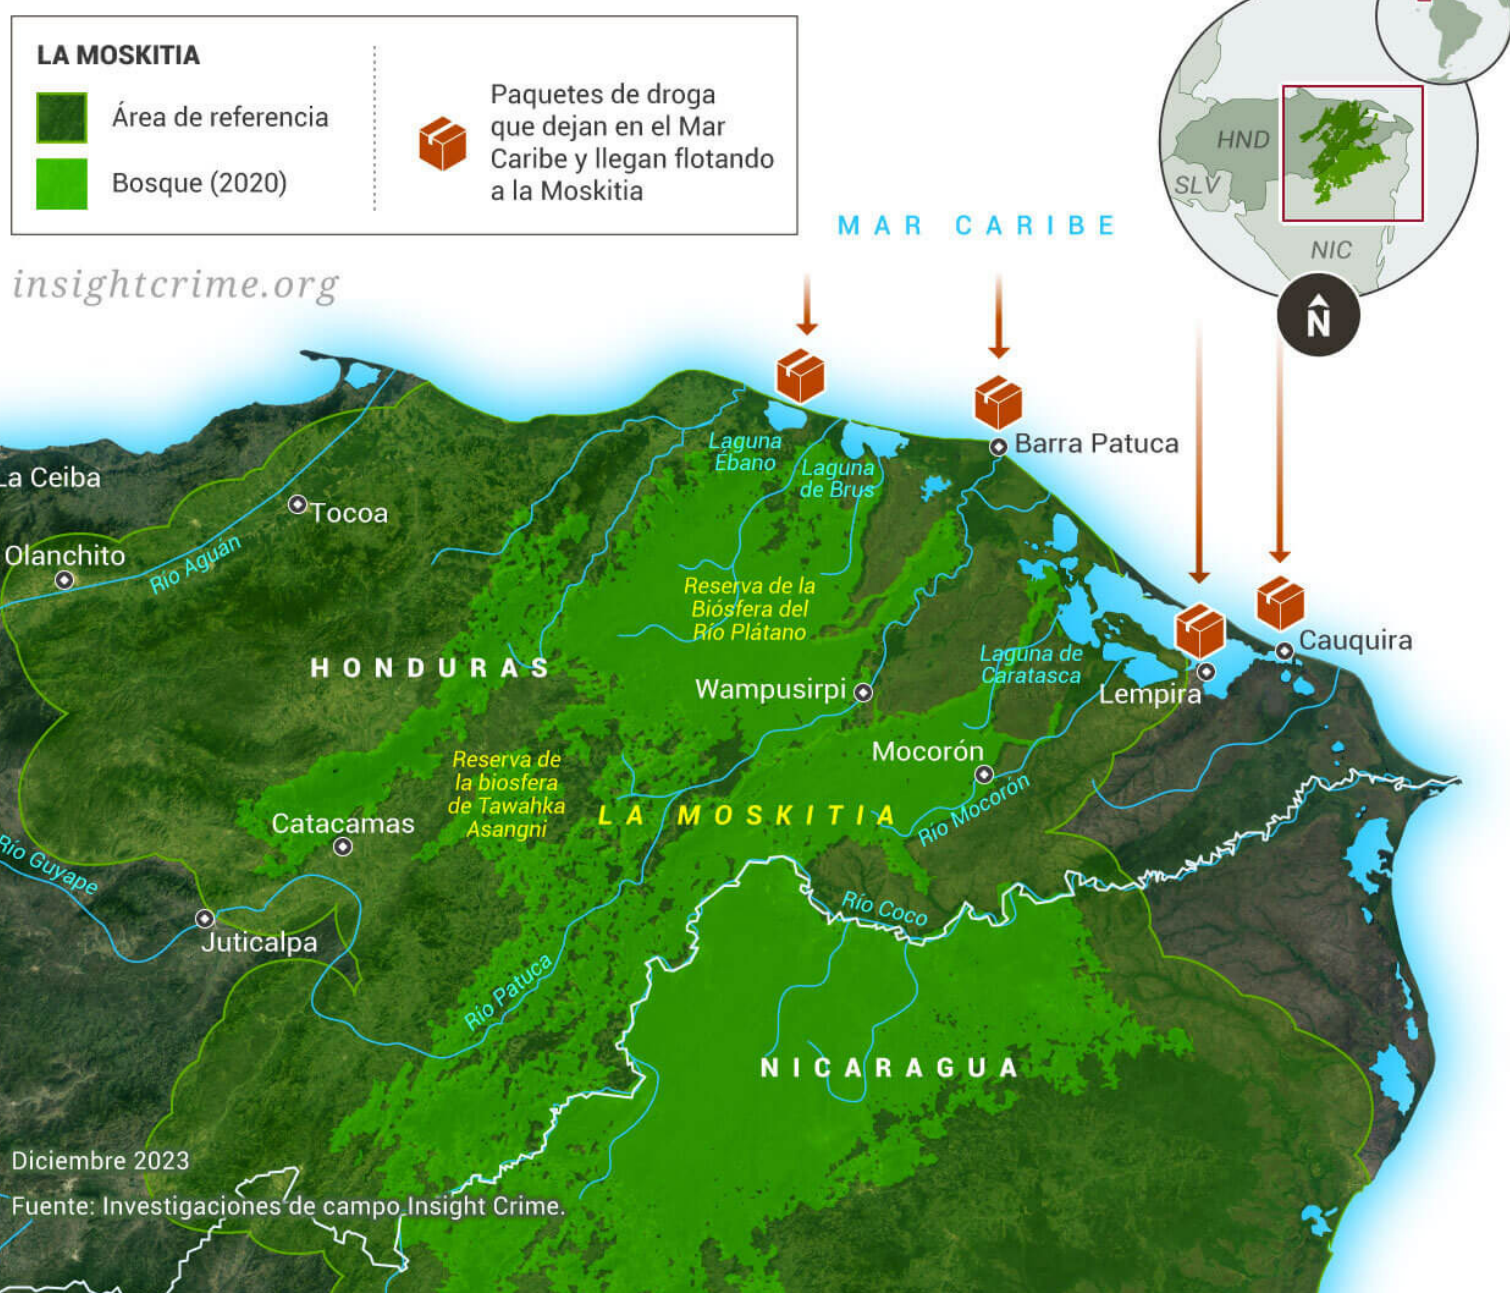 LA MOSKITIA
Área de referencia
Bosque (2020)
Paquetes de droga
que dejan en el Mar
Caribe y llegan flotando
a la Moskitia
insightcrime.org
MAR CARIBE
HND
SLV
NIC
N
Laguna
Ébano
Laguna
de Brus
Barra Patuca
La Ceiba
Tocoa
Olanchito
Río Aguán
Reserva de la
Biósfera del
Río Plátano
Cauquira
HONDURAS
Laguna de
Caratasca
Wampusirpi
Lempira
Mocorón
Reserva de
la biosfera
de Tawahka
Asangni
LA MOSKITIA
Río Mocorón
Catacamas
Río Guyape
Río Coco
Juticalpa
Río Patuca
NICARAGUA
Diciembre 2023
Fuente: Investigaciones de campo Insight Crime.